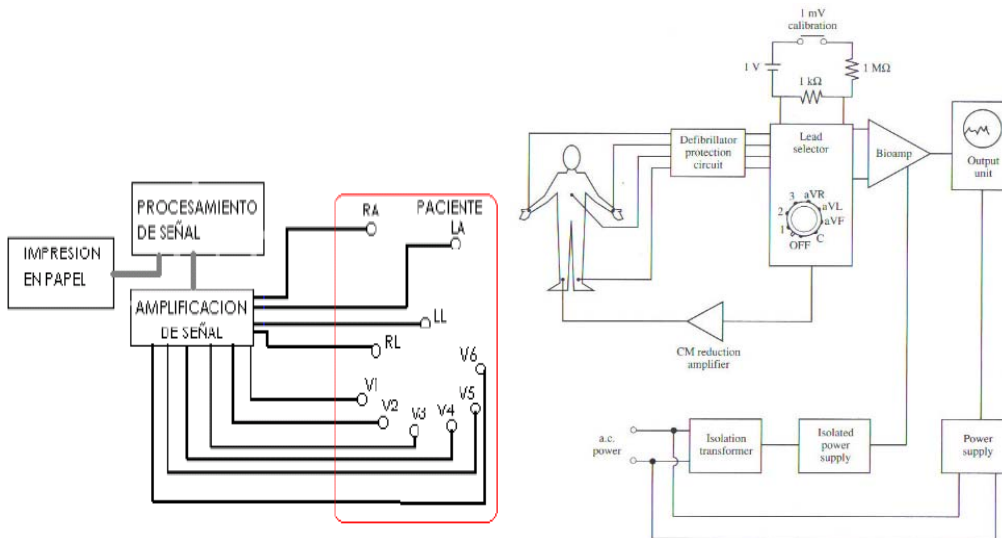 PROCESAMIENTO
DE SEÑAL
IMPRESION
EN PAPEL
AMPLIFICACION
DE SEÑAL
PACIENTE
RA
LA
LL
RL
V6
V5
V1
V2
V3
V4
1 mV
calibration
1 V
1 MΩ
1 kΩ
Defibrillator
protection
circuit
Lead
selector
3
aVR
2
aVL
1
aVF
OFF
C
Bioamp
Output
unit
CM reduction
amplifier
a.c.
power
Isolation
transformer
Isolated
power
supply
Power
supply